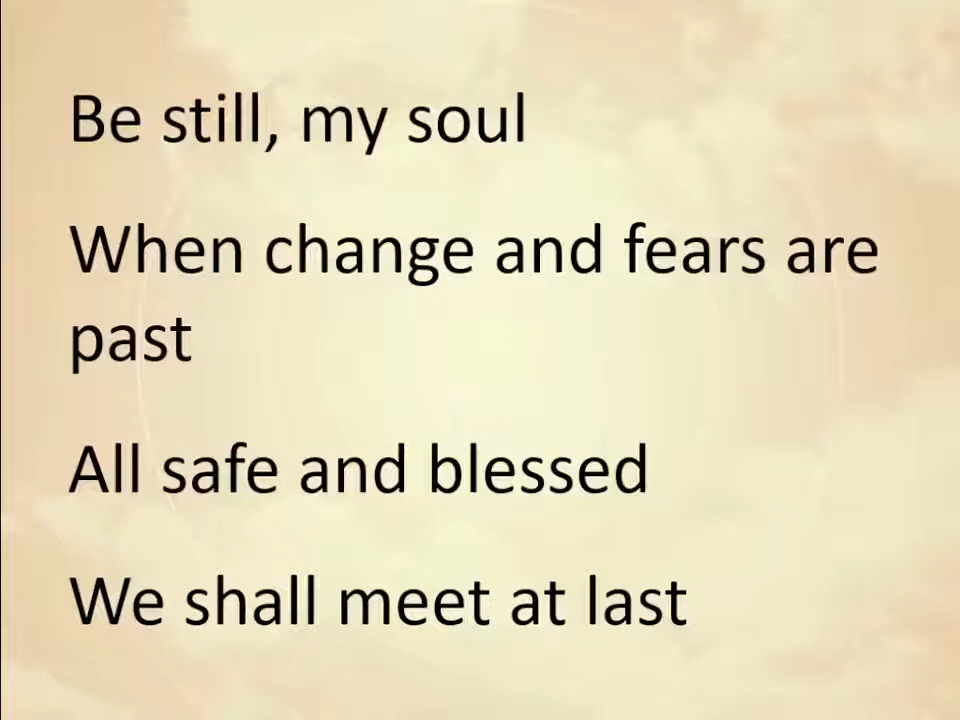 Be still, my soul
When change and fears are
past
All safe and blessed
We shall meet at last